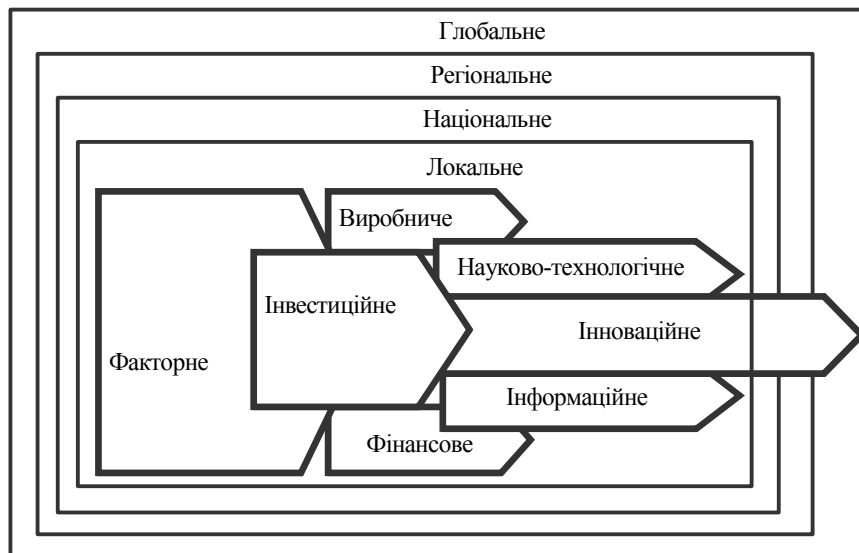 Глобальне
Регіональне
Національне
Локальне
Виробниче
Науково-технологічне
Інвестиційне
Інноваційне
Факторне
Інформаційне
Фінансове